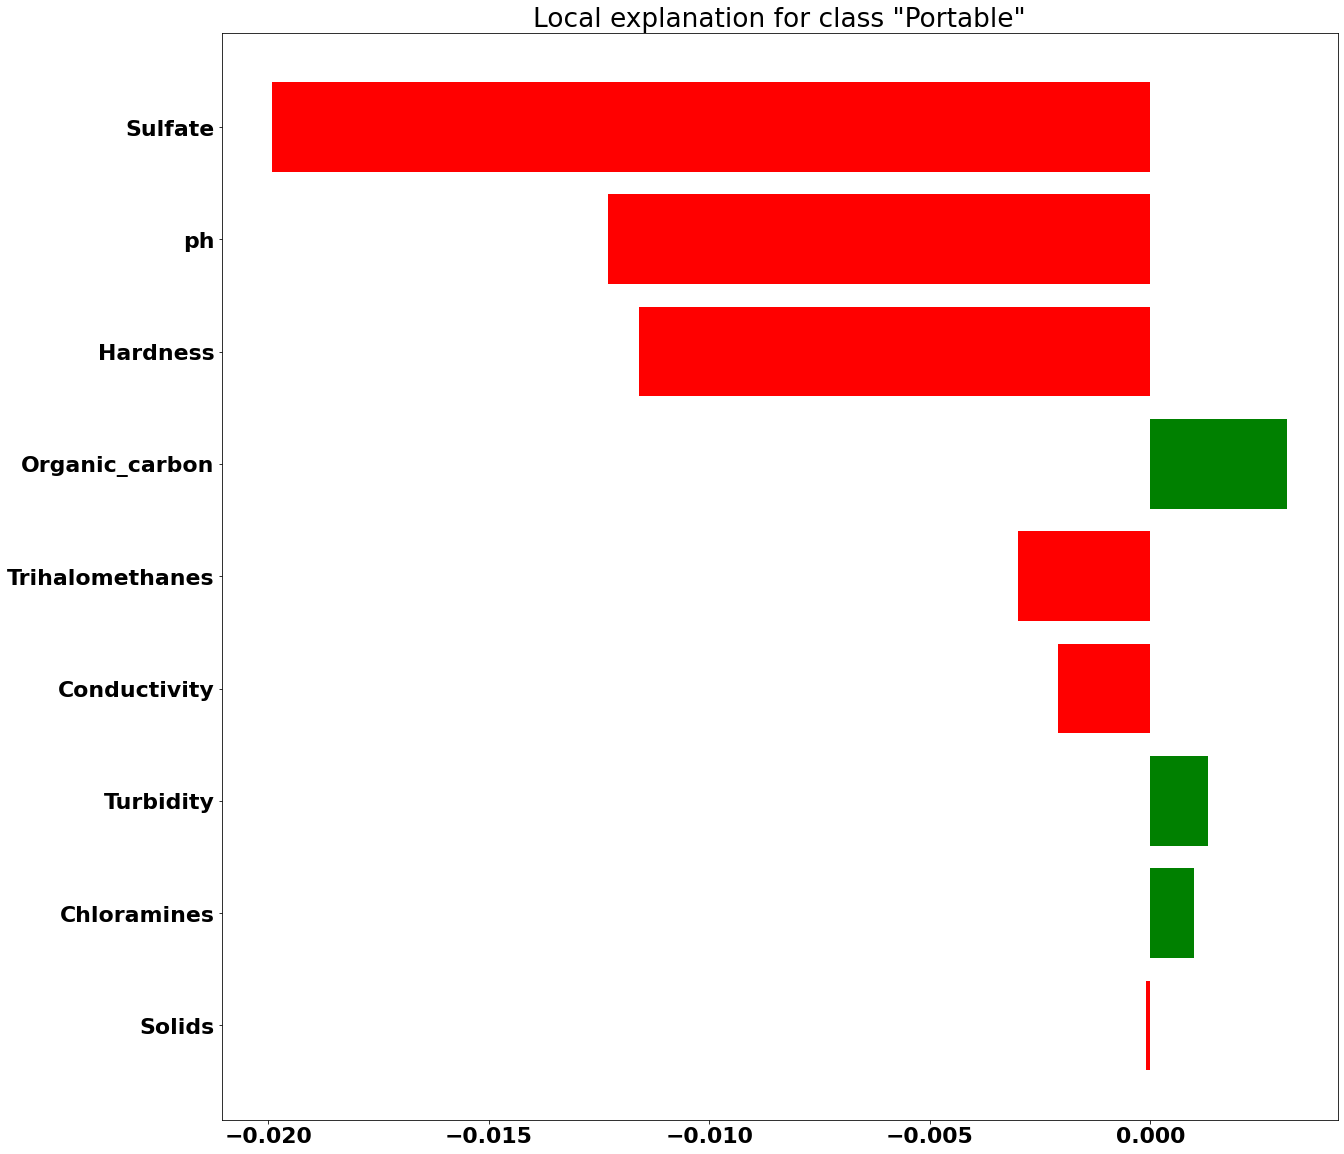 Local explanation for class "Portable"
Sulfate
ph
Hardness
Organic_carbon
Trihalomethanes
Conductivity
Turbidity
Chloramines
Solids
−0.020 −0.015 −0.010 −0.005 0.000